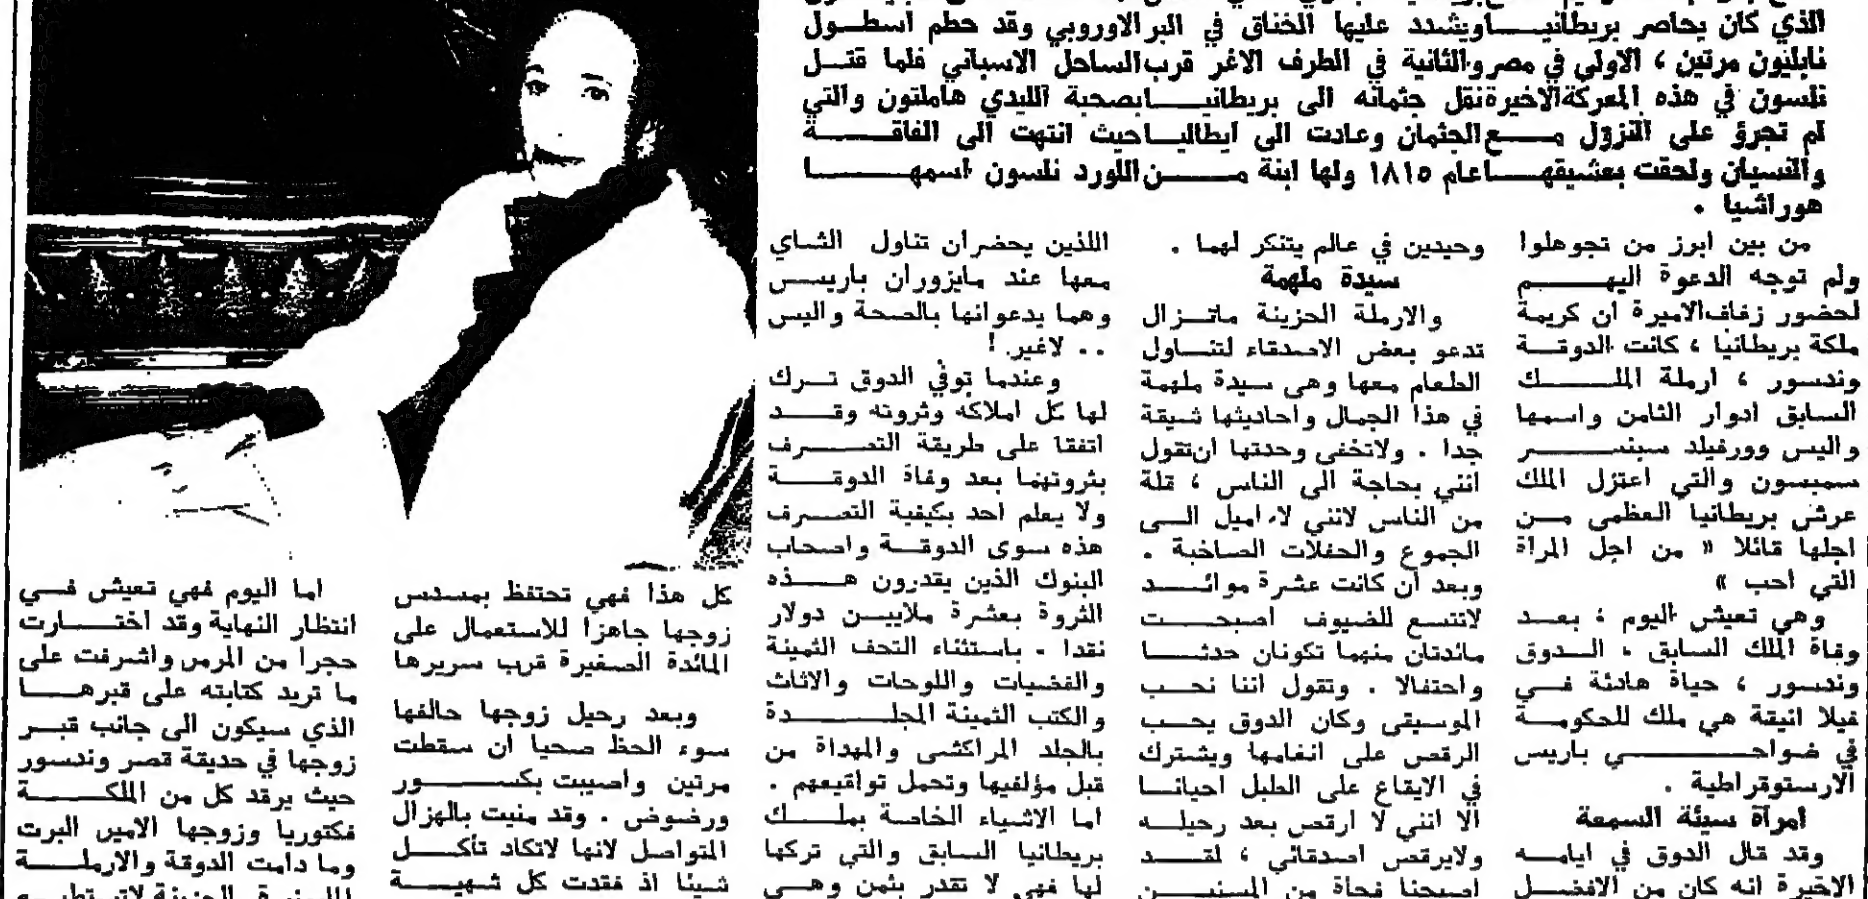 الذي كان يحاصر بريطانيا ويشدد عليها الخناق في البر الاوروبي وقد حطم اسطول
نابليون مرتين ، الاولى في مصر والثانية في الطرف الاغر قرب الساحل الاسباني فلما قتل
نلسون في هذه المعركة الاخيرة نقل جثمانه الى بريطانيا بصحبة الليدي هاملتون والتي
لم تجرؤ على النزول مع الجثمان وعادت الى ايطاليا حيث انتهت الى الفاقة
والنسيان ولحقت بعشيقها عام ١٨١٥ ولها ابنة من اللورد نلسون اسمها
هوراشيا .
من بين ابرز من تجوهلوا
ولم توجه الدعوة اليهم
لحضور زفاف الاميرة ان كريمة
ملكة بريطانيا ، كانت الدوقة
وندسور ، ارملة الملك
السابق ادوار الثامن واسمها
واليس وورفيلد سبنسر
سمبسون والتي اعتزل الملك
عرش بريطانيا العظمى من
اجلها قائلا « من اجل المرأة
التي احب »
وهي تعيش اليوم ، بعد
وفاة الملك السابق ، الدوق
وندسور ، حياة هادئة في
فيلا انيقة هي ملك للحكومة
في ضواحي باريس
الارستوقراطية .
امرأة سيئة السمعة
وقد قال الدوق في ايامه
الاخيرة انه كان من الافضل
وحيدين في عالم يتنكر لهما .
سيدة ملهمة
والارملة الحزينة ماتزال
تدعو بعض الاصدقاء لتناول
الطعام معها وهي سيدة ملهمة
في هذا الجمال واحاديثها شيقة
جدا . ولاتخفى وحدتها ان تقول
انني بحاجة الى الناس ، قلة
من الناس لانني لا اميل الى
الجموع والحفلات الصاخبة .
وبعد أن كانت عشرة موائد
لاتتسع للضيوف اصبحت
مائدتان منهما تكونان حدثا
واحتفالا . وتقول اننا نحب
الموسيقى وكان الدوق يحب
الرقص على انغامها ويشترك
في الايقاع على الطبل احيانا
الا انني لا ارقص بعد رحيله
ولايرقص اصدقائي ، لقد
اصبحنا فجأة من المسنين
اللذين يحضران تناول الشاي
معها عند مايزوران باريس
وهما يدعوانها بالصحة واليس
.. لاغير !
وعندما توفي الدوق ترك
لها كل املاكه وثروته وقد
اتفقا على طريقة التصرف
بثروتهما بعد وفاة الدوقة
ولا يعلم احد بكيفية التصرف
هذه سوى الدوقة واصحاب
البنوك الذين يقدرون هذه
الثروة بعشرة ملايين دولار
نقدا - باستثناء التحف الثمينة
والفضيات واللوحات والاثاث
والكتب الثمينة المجلدة
بالجلد المراكشى والمهداة من
قبل مؤلفيها وتحمل تواقيعهم .
اما الاشياء الخاصة بملك
بريطانيا السابق والتي تركها
لها فهي لا تقدر بثمن وهي
كل هذا فهي تحتفظ بمسدس
زوجها جاهزا للاستعمال على
المائدة الصغيرة قرب سريرها
وبعد رحيل زوجها حالفها
سوء الحظ صحيا ان سقطت
مرتين واصيبت بكسور
ورضوض . وقد منيت بالهزال
المتواصل لانها لاتكاد تأكل
شيئا اذ فقدت كل شهية
اما اليوم فهي تعيش في
انتظار النهاية وقد اختارت
حجرا من المرمر واشرفت على
ما تريد كتابته على قبرها
الذي سيكون الى جانب قبر
زوجها في حديقة قصر وندسور
حيث يرقد كل من الملكة
فكتوريا وزوجها الامير البرت
وما دامت الدوقة والارملة
الحزينة